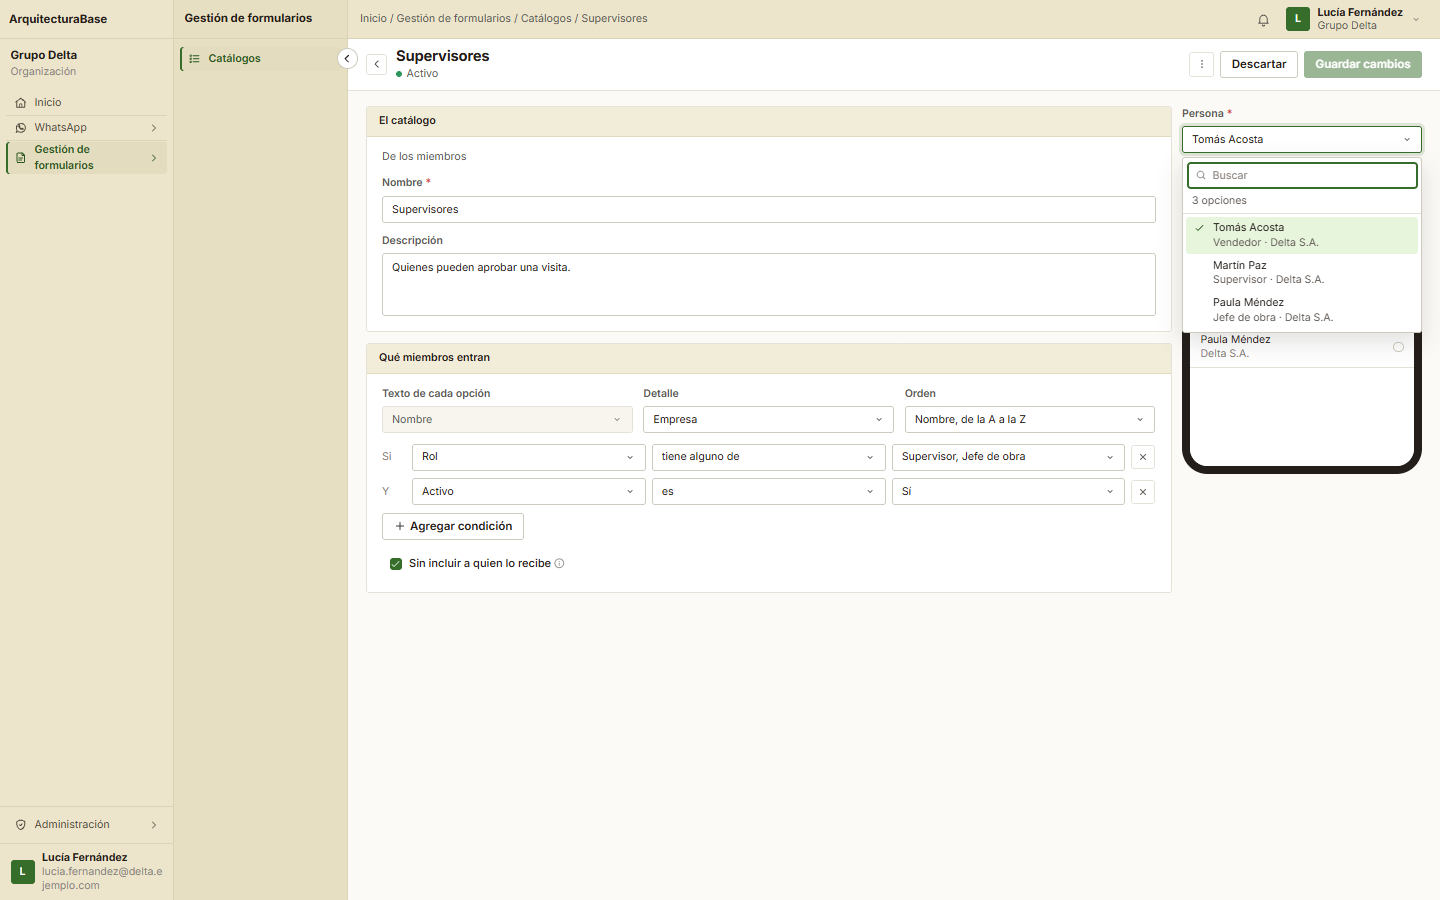 ArquitecturaBase
Grupo Delta
Organización
Inicio
WhatsApp
Gestión de
formularios
Administración
Lucía Fernández
L
lucia.fernandez@delta.e
jemplo.com
Gestión de formularios
Catálogos
Inicio / Gestión de formularios / Catálogos / Supervisores
L
Lucía Fernández
Grupo Delta
Supervisores
Activo
Descartar
Guardar cambios
El catálogo
De los miembros
Nombre *
Supervisores
Descripción
Quienes pueden aprobar una visita.
Qué miembros entran
Texto de cada opción
Detalle
Orden
Nombre
Empresa
Nombre, de la A a la Z
Si
Rol
tiene alguno de
Supervisor, Jefe de obra
Y
Activo
es
Sí
Agregar condición
Sin incluir a quien lo recibe
Persona *
Tomás Acosta
Buscar
3 opciones
Tomás Acosta
Vendedor · Delta S.A.
Martín Paz
Supervisor · Delta S.A.
Paula Méndez
Jefe de obra · Delta S.A.
Paula Méndez
Delta S.A.